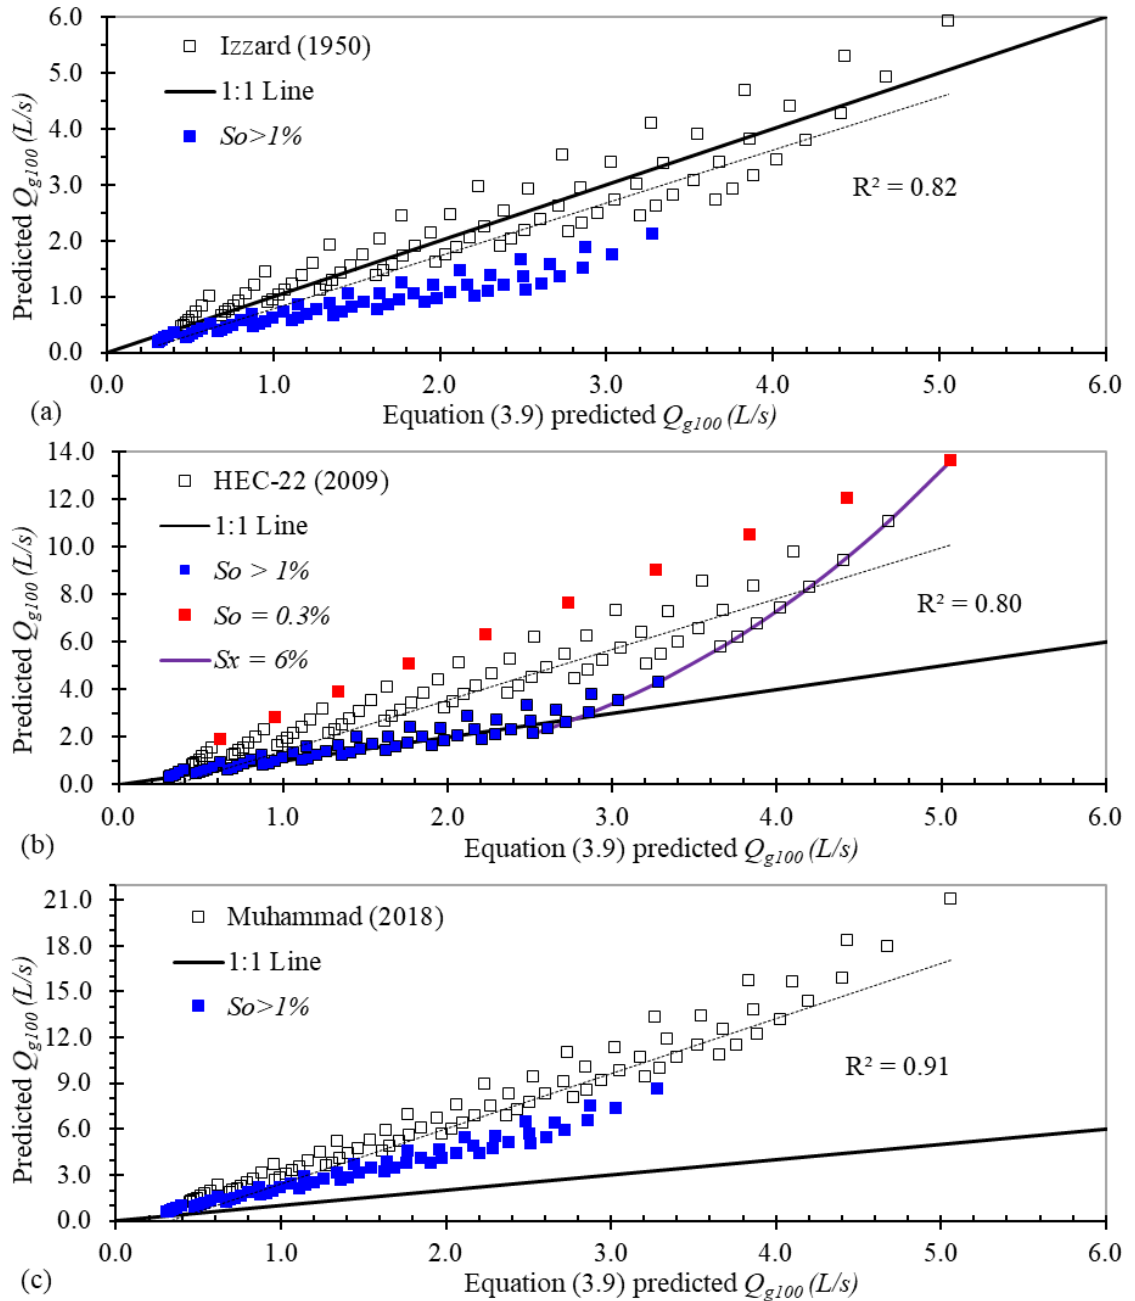 6.0
5.0
4.0
3.0
2.0
1.0
0.0
Predicted Qg100 (L/s)
Izzard (1950)
1:1 Line
So>1%
R² = 0.82
0.0 1.0 2.0 3.0 4.0 5.0 6.0
(a)
Equation (3.9) predicted Qg100 (L/s)
14.0
12.0
10.0
8.0
6.0
4.0
2.0
0.0
Predicted Qg100 (L/s)
HEC-22 (2009)
1:1 Line
So > 1%
So = 0.3%
Sx = 6%
R² = 0.80
0.0 1.0 2.0 3.0 4.0 5.0 6.0
(b)
Equation (3.9) predicted Qg100 (L/s)
21.0
18.0
15.0
12.0
9.0
6.0
3.0
0.0
Predicted Qg100 (L/s)
Muhammad (2018)
1:1 Line
So>1%
R² = 0.91
0.0 1.0 2.0 3.0 4.0 5.0 6.0
(c)
Equation (3.9) predicted Qg100 (L/s)